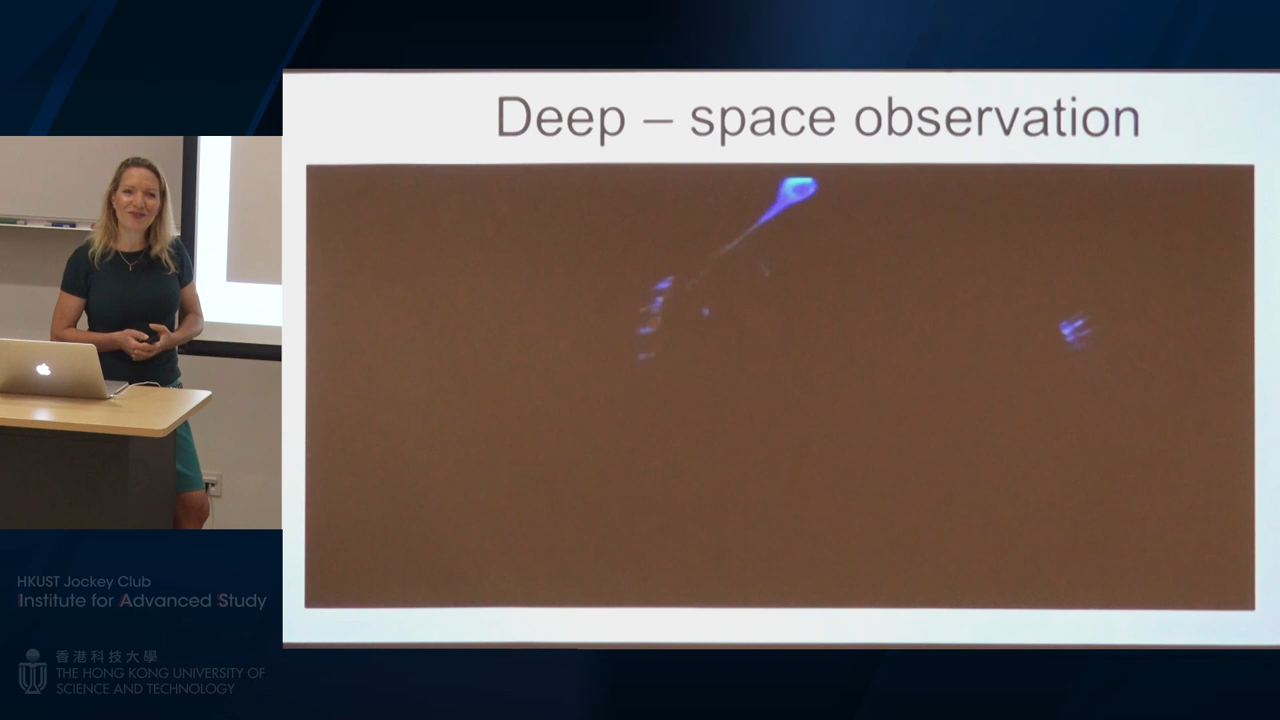 Deep – space observation
HKUST Jockey Club
Institute for Advanced Study
香港科技大學
THE HONG KONG UNIVERSITY OF
SCIENCE AND TECHNOLOGY